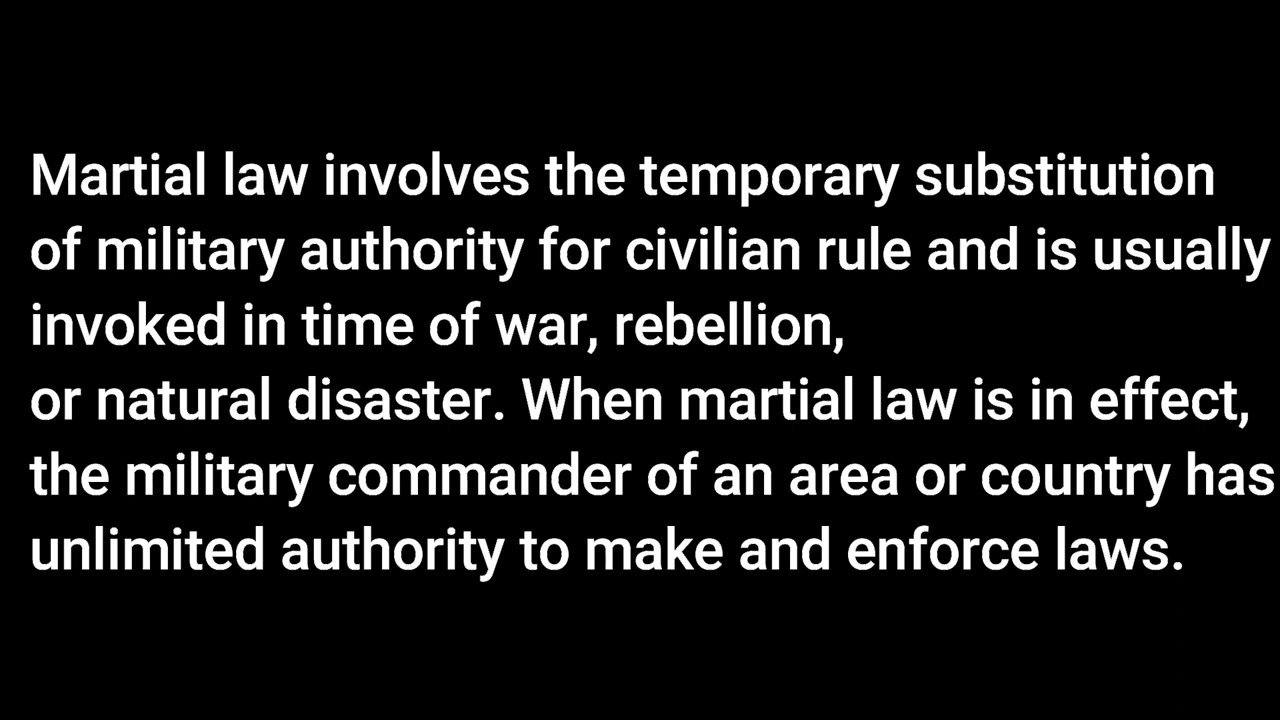 Martial law involves the temporary substitution
of military authority for civilian rule and is usually
invoked in time of war, rebellion,
or natural disaster. When martial law is in effect,
the military commander of an area or country has
unlimited authority to make and enforce laws.